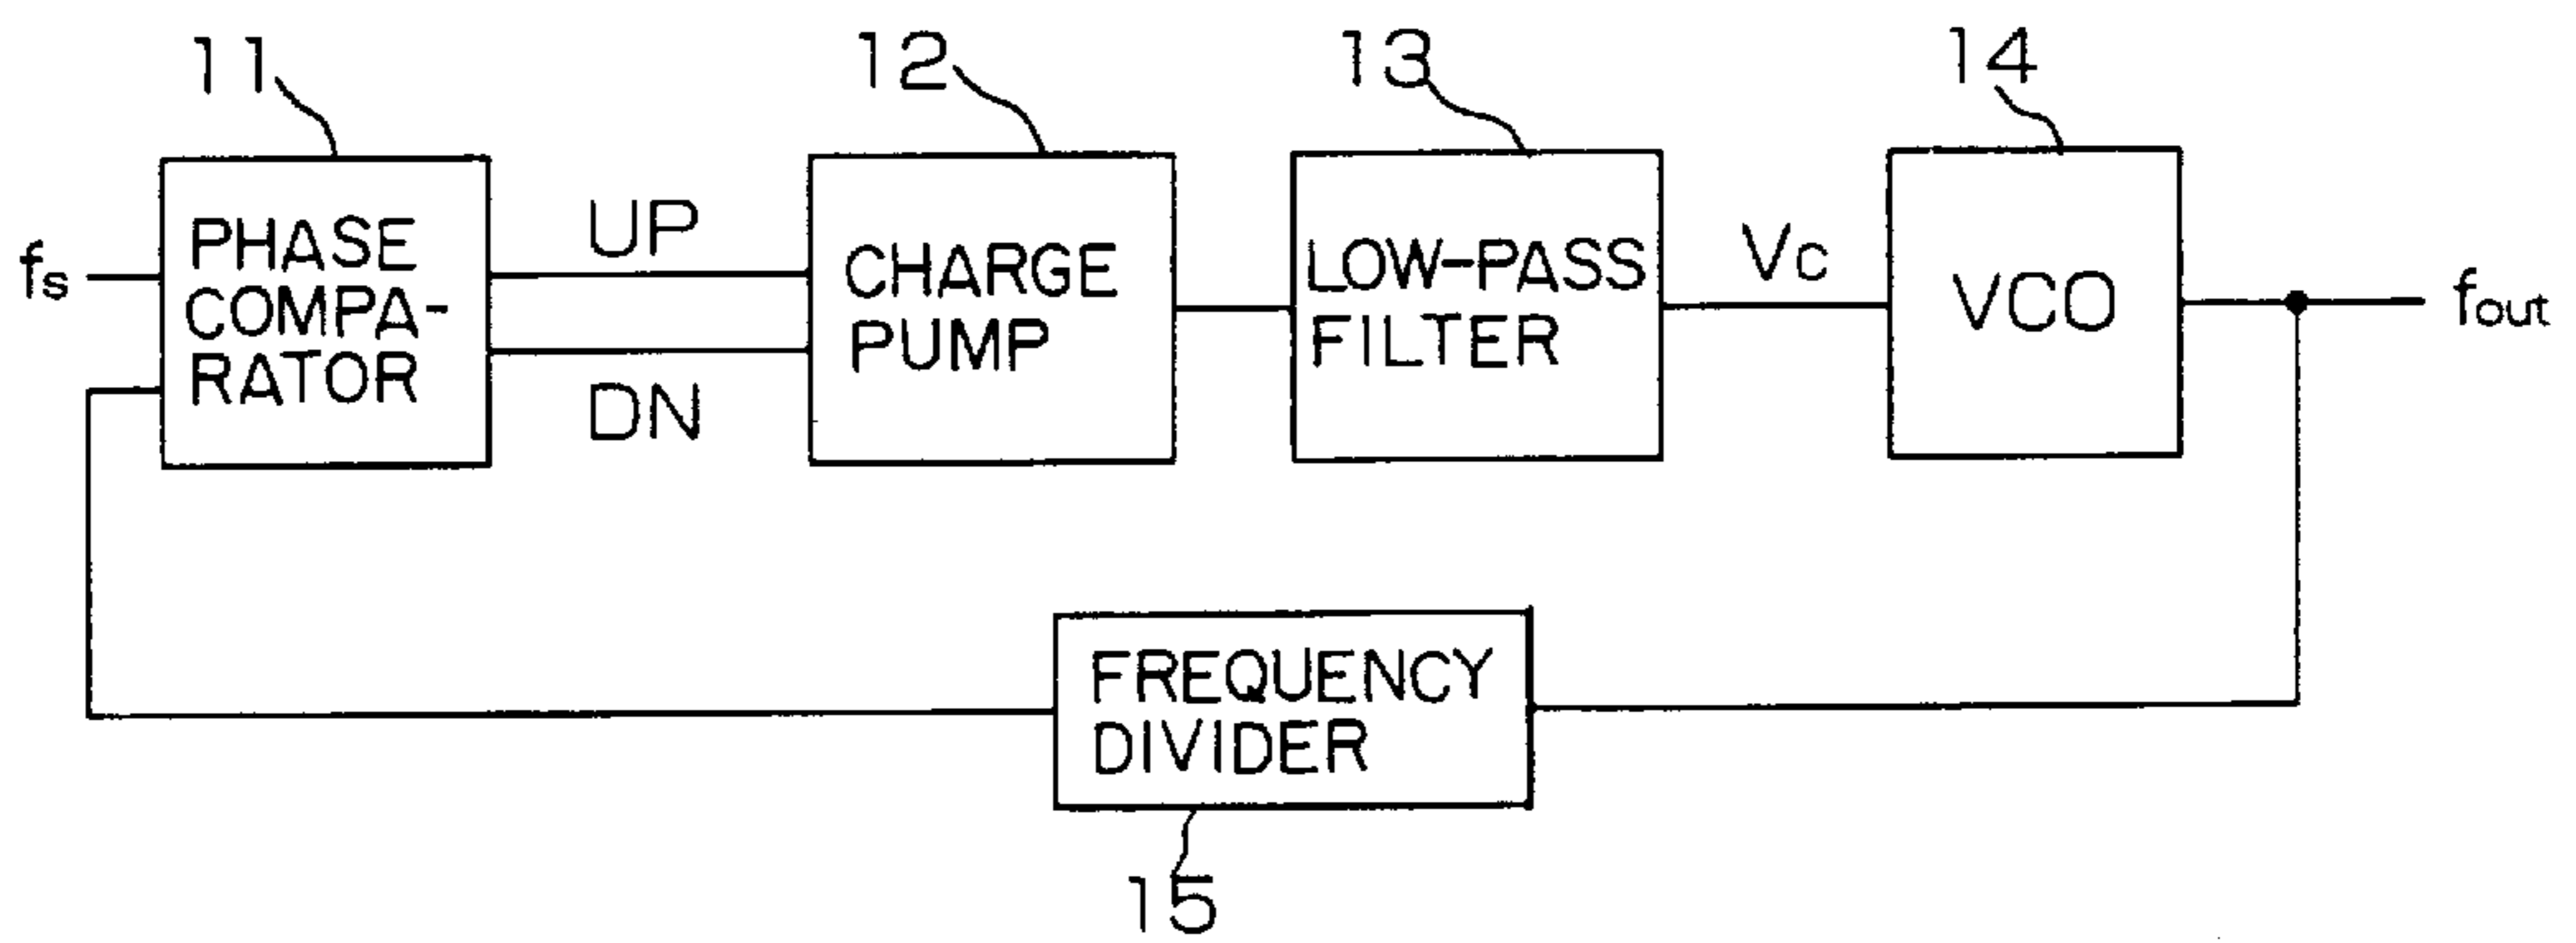 11
12
13
14
fs
PHASE
COMPA-
RATOR
UP
DN
CHARGE
PUMP
LOW-PASS
FILTER
Vc
VCO
fout
FREQUENCY
DIVIDER
15